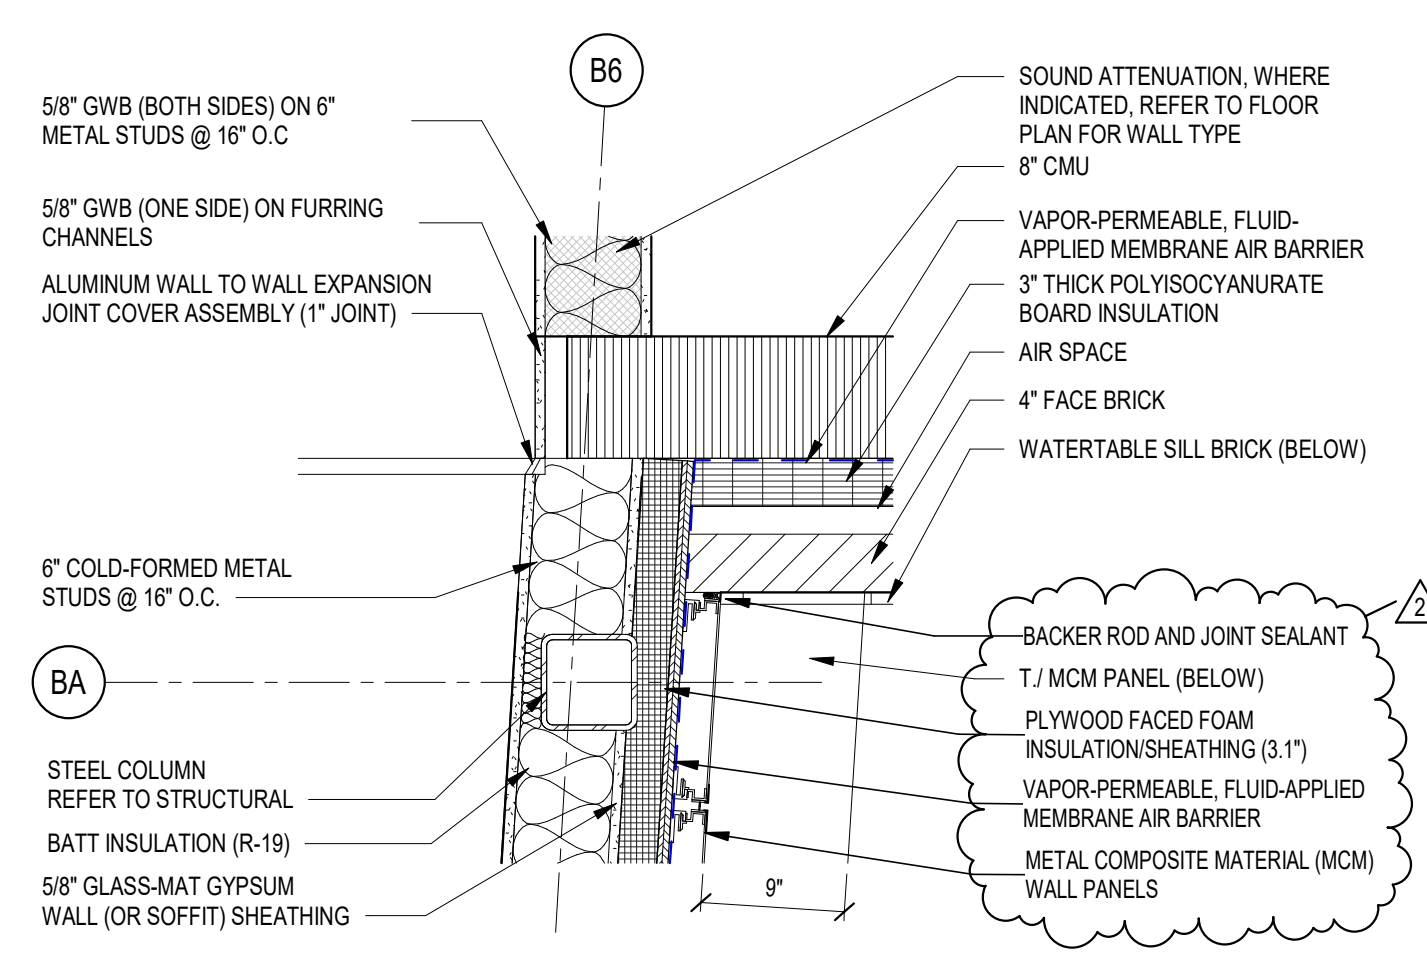 B6
5/8" GWB (BOTH SIDES) ON 6"
METAL STUDS @ 16" O.C
5/8" GWB (ONE SIDE) ON FURRING
CHANNELS
ALUMINUM WALL TO WALL EXPANSION
JOINT COVER ASSEMBLY (1" JOINT)
6" COLD-FORMED METAL
STUDS @ 16" O.C.
BA
STEEL COLUMN
REFER TO STRUCTURAL
BATT INSULATION (R-19)
5/8" GLASS-MAT GYPSUM
WALL (OR SOFFIT) SHEATHING
SOUND ATTENUATION, WHERE
INDICATED, REFER TO FLOOR
PLAN FOR WALL TYPE
8" CMU
VAPOR-PERMEABLE, FLUID-
APPLIED MEMBRANE AIR BARRIER
3" THICK POLYISOCYANURATE
BOARD INSULATION
AIR SPACE
4" FACE BRICK
WATERTABLE SILL BRICK (BELOW)
2
BACKER ROD AND JOINT SEALANT
T./ MCM PANEL (BELOW)
PLYWOOD FACED FOAM
INSULATION/SHEATHING (3.1")
VAPOR-PERMEABLE, FLUID-APPLIED
MEMBRANE AIR BARRIER
METAL COMPOSITE MATERIAL (MCM)
WALL PANELS
9"